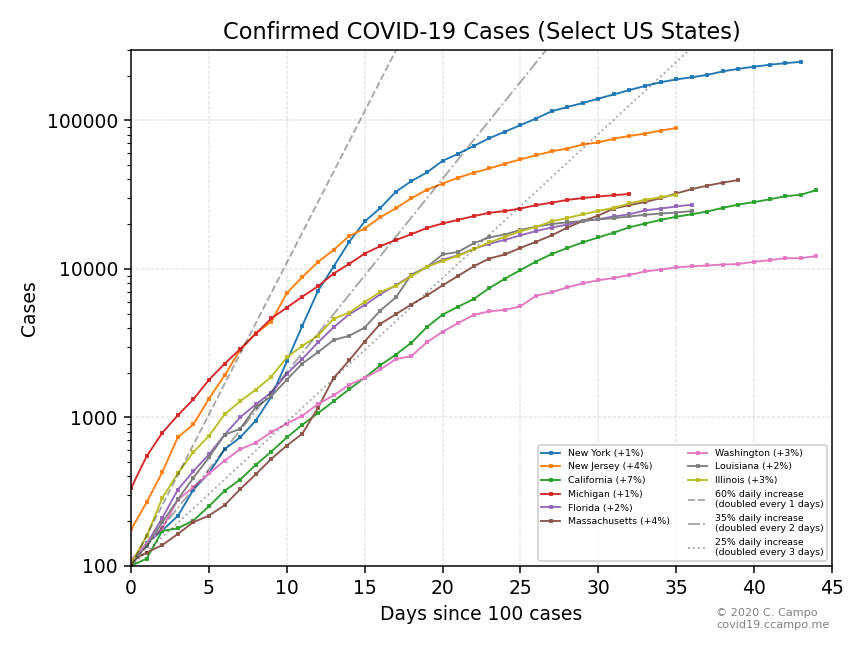 Confirmed COVID-19 Cases (Select US States)
100000
10000
1000
100
Cases
0 5 10 15 20 25 30 35 40 45
Days since 100 cases
New York (+1%)
New Jersey (+4%)
California (+7%)
Michigan (+1%)
Florida (+2%)
Massachusetts (+4%)
Washington (+3%)
Louisiana (+2%)
Illinois (+3%)
60% daily increase
(doubled every 1 days)
35% daily increase
(doubled every 2 days)
25% daily increase
(doubled every 3 days)
© 2020 C. Campo
covid19.ccampo.me